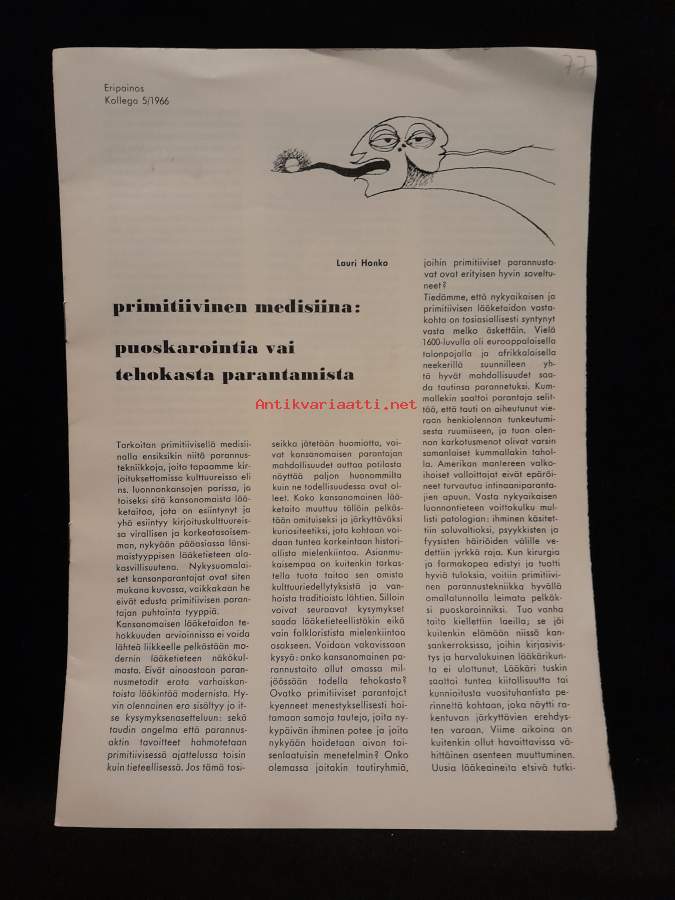 Eripainos
Kollega 5/1966
77
Lauri Honko
primitiivinen medisiina:
puoskarointia vai
tehokasta parantamista
Antikvariaatti.net
Tarkoitan primitiivisellä medisii-
nalla ensiksikin niitä parannus-
tekniikkoja, joita tapaamme kir-
joituksettomissa kulttuureissa eli
ns. luonnonkansojen parissa, ja
toiseksi sitä kansanomaista lää-
ketaitoa, jota on esiintynyt ja
yhä esiintyy kirjoituskulttuureis-
sa virallisen ja korkeatasoisem-
man, nykyään pääasiassa länsi-
maistyyppisen lääketieteen ala-
kasvillisuutena. Nykysuomalai-
set kansanparantajat ovat siten
mukana kuvassa, vaikkakaan he
eivät edusta primitiivisen paran-
tajan puhtainta tyyppiä.
Kansanomaisen lääketaidon te-
hokkuuden arvioinnissa ei voida
lähteä liikkeelle pelkästään mo-
dernin lääketieteen näkökul-
masta. Eivät ainoastaan paran-
nusmetodit erota varhaiskan-
toista lääkintää modernista. Hy-
vin olennainen ero sisältyy jo it-
se kysymyksenasetteluun: sekä
taudin ongelma että parannus-
aktin tavoitteet hahmotetaan
primitiivisessä ajattelussa toisin
kuin tieteellisessä. Jos tämä tosi-
seikka jätetään huomiotta, voi-
vat kansanomaisen parantajan
mahdollisuudet auttaa potilasta
näyttää paljon huonommilta
kuin ne todellisuudessa ovat ol-
leet. Koko kansanomainen lää-
ketaito muuttuu tällöin pelkäs-
tään omituiseksi ja järkyttäväksi
kuriositeetiksi, jota kohtaan voi-
daan tuntea korkeintaan histori-
allista mielenkiintoa. Asianmu-
kaisempaa on kuitenkin tarkas-
tella tuota taitoa sen omista
kulttuuriedellytyksistä ja van-
hoista traditioista lähtien. Silloin
voivat seuraavat kysymykset
saada lääketieteellistökin eikä
vain folkloristista mielenkiintoa
osakseen. Voidaan vakavissaan
kysyä: onko kansanomainen pa-
rannustaito ollut omassa mil-
jöössään todella tehokasta?
Ovatko primitiiviset parantajat
kyenneet menestyksellisesti hoi-
tamaan samoja tauteja, joita ny-
kypäivän ihminen potee ja joita
nykyään hoidetaan aivan toi-
senlaatuisin menetelmin? Onko
olemassa joitakin tautiryhmiä,
joihin primitiiviset parannusta-
vat ovat erityisen hyvin soveltu-
neet?
Tiedämme, että nykyaikaisen ja
primitiivisen lääketaidon vasta-
kohta on tosiasiallisesti syntynyt
vasta melko äskettäin. Vielä
1600-luvulla oli eurooppalaisella
talonpojalla ja afrikkalaisella
neekerillä suunnilleen yh-
tä hyvät mahdollisuudet saa-
da tautinsa parannetuksi. Kum-
mallekin saattoi parantaja selit-
tää, että tauti on aiheutunut vie-
raan henkiolennon tunkeutumi-
sesta ruumiiseen, ja tuon olen-
non karkotusmenot olivat varsin
samanlaiset kummallakin tahol-
la. Amerikan mantereen valko-
ihoiset valloittajat eivät epäröi-
neet turvautua intiaaniparanta-
jien apuun. Vasta nykyaikaisen
luonnontieteen voittokulku mul-
listi patologian: ihminen käsitet-
tiin soluvaltioksi, psyykkisten ja
fyysisten häiriöiden välille ve-
dettiin jyrkkä raja. Kun kirurgia
ja farmakopea edistyi ja tuotti
hyviä tuloksia, voitiin primitiivi-
nen parannustekniikka hyvällä
omallatunnolla leimata pelkäk-
si puoskaroinniksi. Tuo vanha
taito kiellettiin laeilla; se jäi
kuitenkin elämään niissä kan-
sankerroksissa, joihin kirjasivis-
tys ja harvalukuinen lääkärikun-
ta ei ulottunut. Lääkäri tuskin
saattoi tuntea kiitollisuutta tai
kunnioitusta vuosituhantista pe-
rinneltä kohtaan, joka näytti ra-
kentuvan järkyttävien erehdys-
ten varaan. Viime aikoina on
kuitenkin ollut havaittavissa vä-
hittäinen asenteen muuttuminen.
Uusia lääkeaineita etsivä tutki-